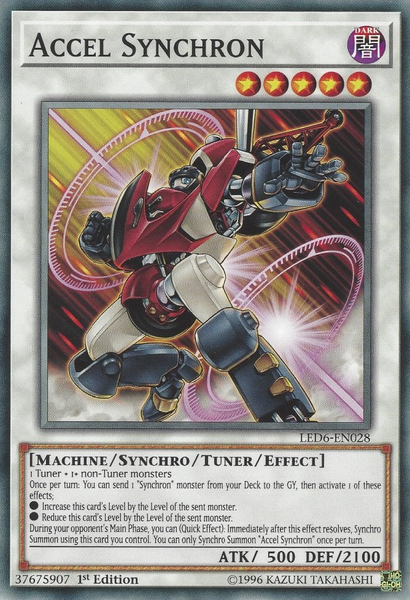 ACCEL SYNCHRON
DARK
闇
LED6-EN028
[MACHINE/SYNCHRO/TUNER/EFFECT]
1 Tuner + 1+ non-Tuner monsters
Once per turn: You can send 1 "Synchron" monster from your Deck to the GY, then activate 1 of these
effects;
● Increase this card's Level by the Level of the sent monster.
● Reduce this card's Level by the Level of the sent monster.
During your opponent's Main Phase, you can (Quick Effect): Immediately after this effect resolves, Synchro
Summon using this card you control. You can only Synchro Summon "Accel Synchron" once per turn.
ATK/ 500 DEF/2100
37675907 1st Edition ©1996 KAZUKI TAKAHASHI